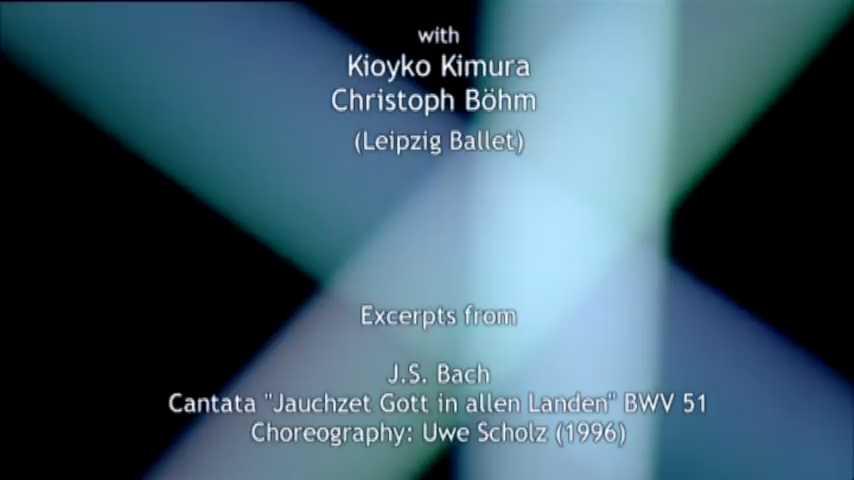 with
Kioyko Kimura
Christoph Böhm
(Leipzig Ballet)
Excerpts from
J.S. Bach
Cantata "Jauchzet Gott in allen Landen" BWV 51
Choreography: Uwe Scholz (1996)